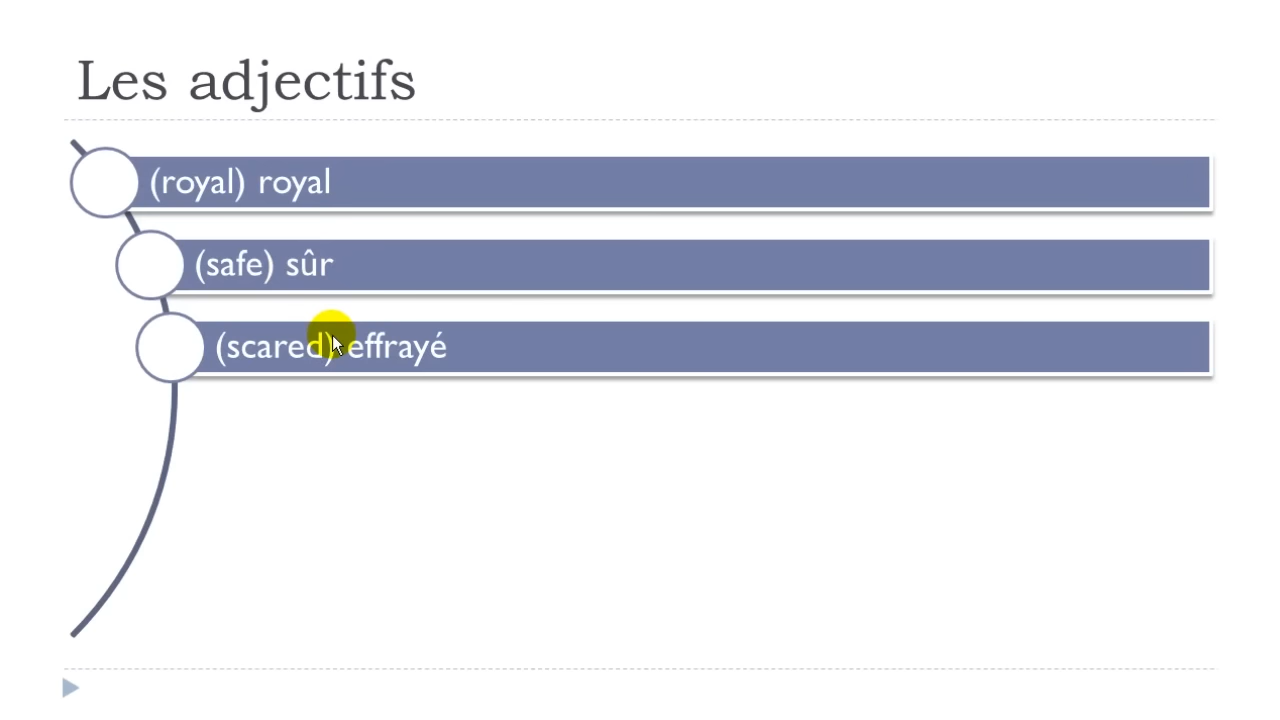 Les adjectifs
(royal) royal
(safe) sûr
(scared) effrayé